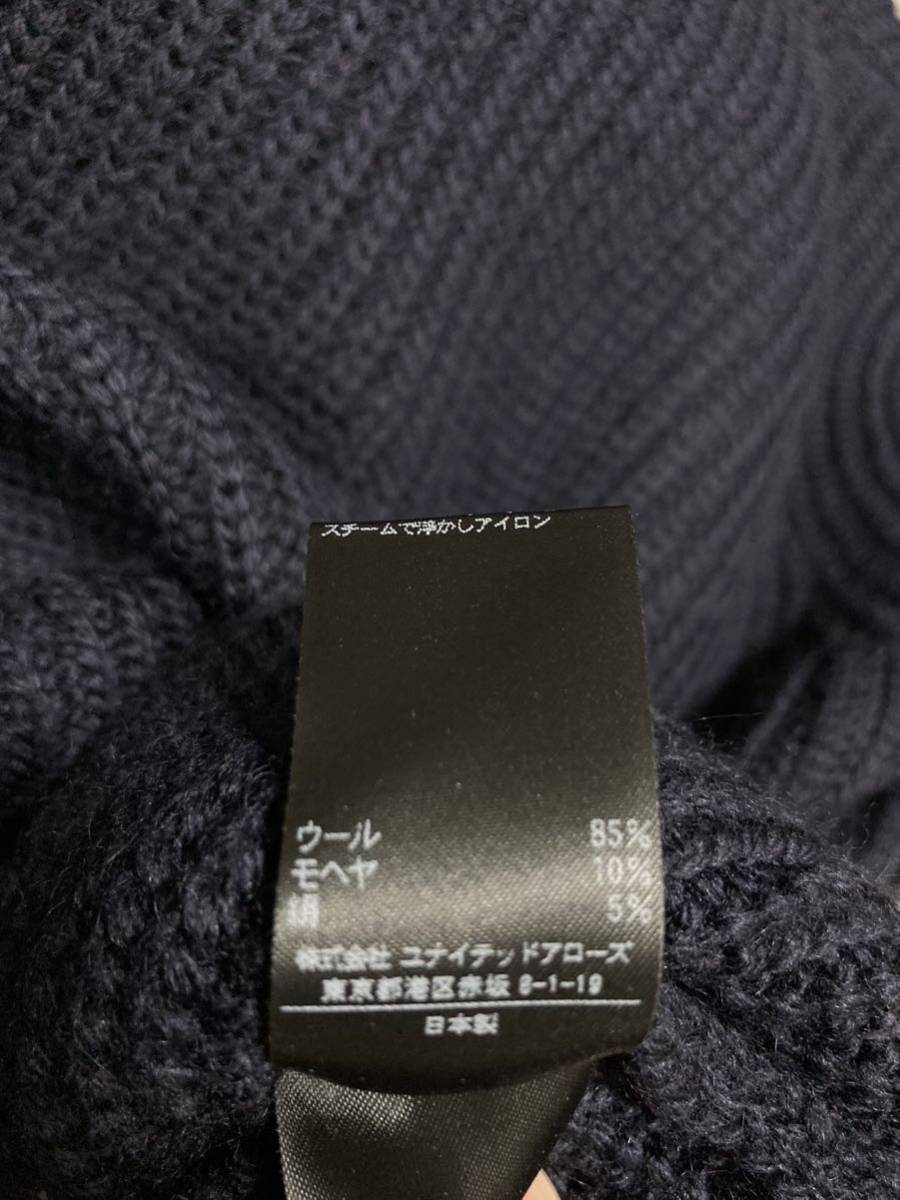 スチームで浮かしアイロン
ウール 85%
モヘヤ 10%
絹 5%
株式会社 ユナイテッドアローズ
東京都港区赤坂 8-1-19
日本製